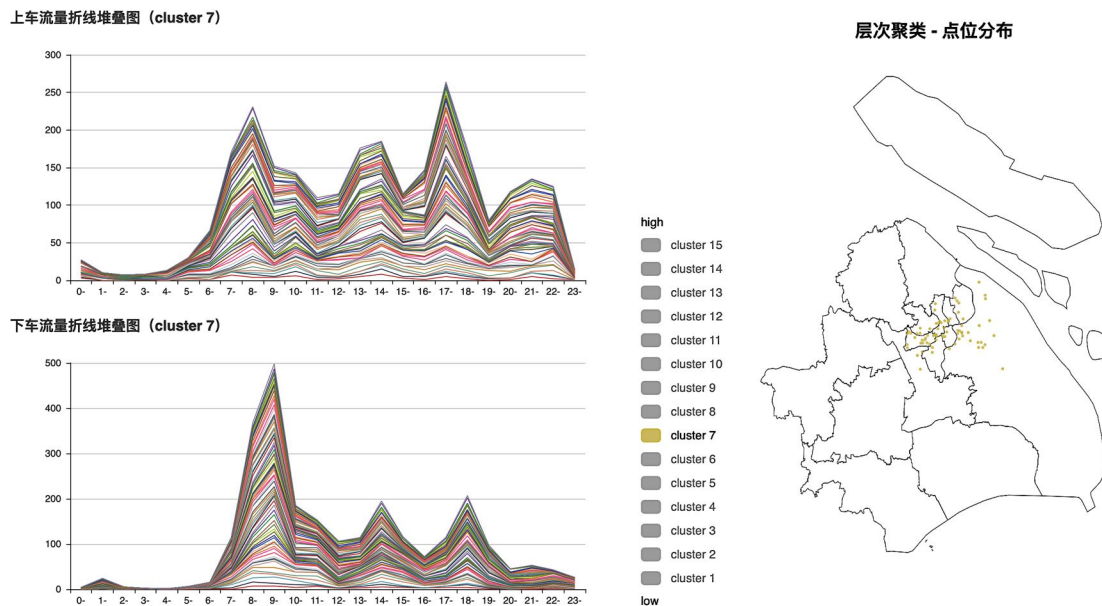 上车流量折线堆叠图（cluster 7）
300
250
200
150
100
50
0
0- 1- 2- 3- 4- 5- 6- 7- 8- 9- 10- 11- 12- 13- 14- 15- 16- 17- 18- 19- 20- 21- 22- 23-
下车流量折线堆叠图（cluster 7）
500
400
300
200
100
0
0- 1- 2- 3- 4- 5- 6- 7- 8- 9- 10- 11- 12- 13- 14- 15- 16- 17- 18- 19- 20- 21- 22- 23-
层次聚类 - 点位分布
high
cluster 15
cluster 14
cluster 13
cluster 12
cluster 11
cluster 10
cluster 9
cluster 8
cluster 7
cluster 6
cluster 5
cluster 4
cluster 3
cluster 2
cluster 1
low